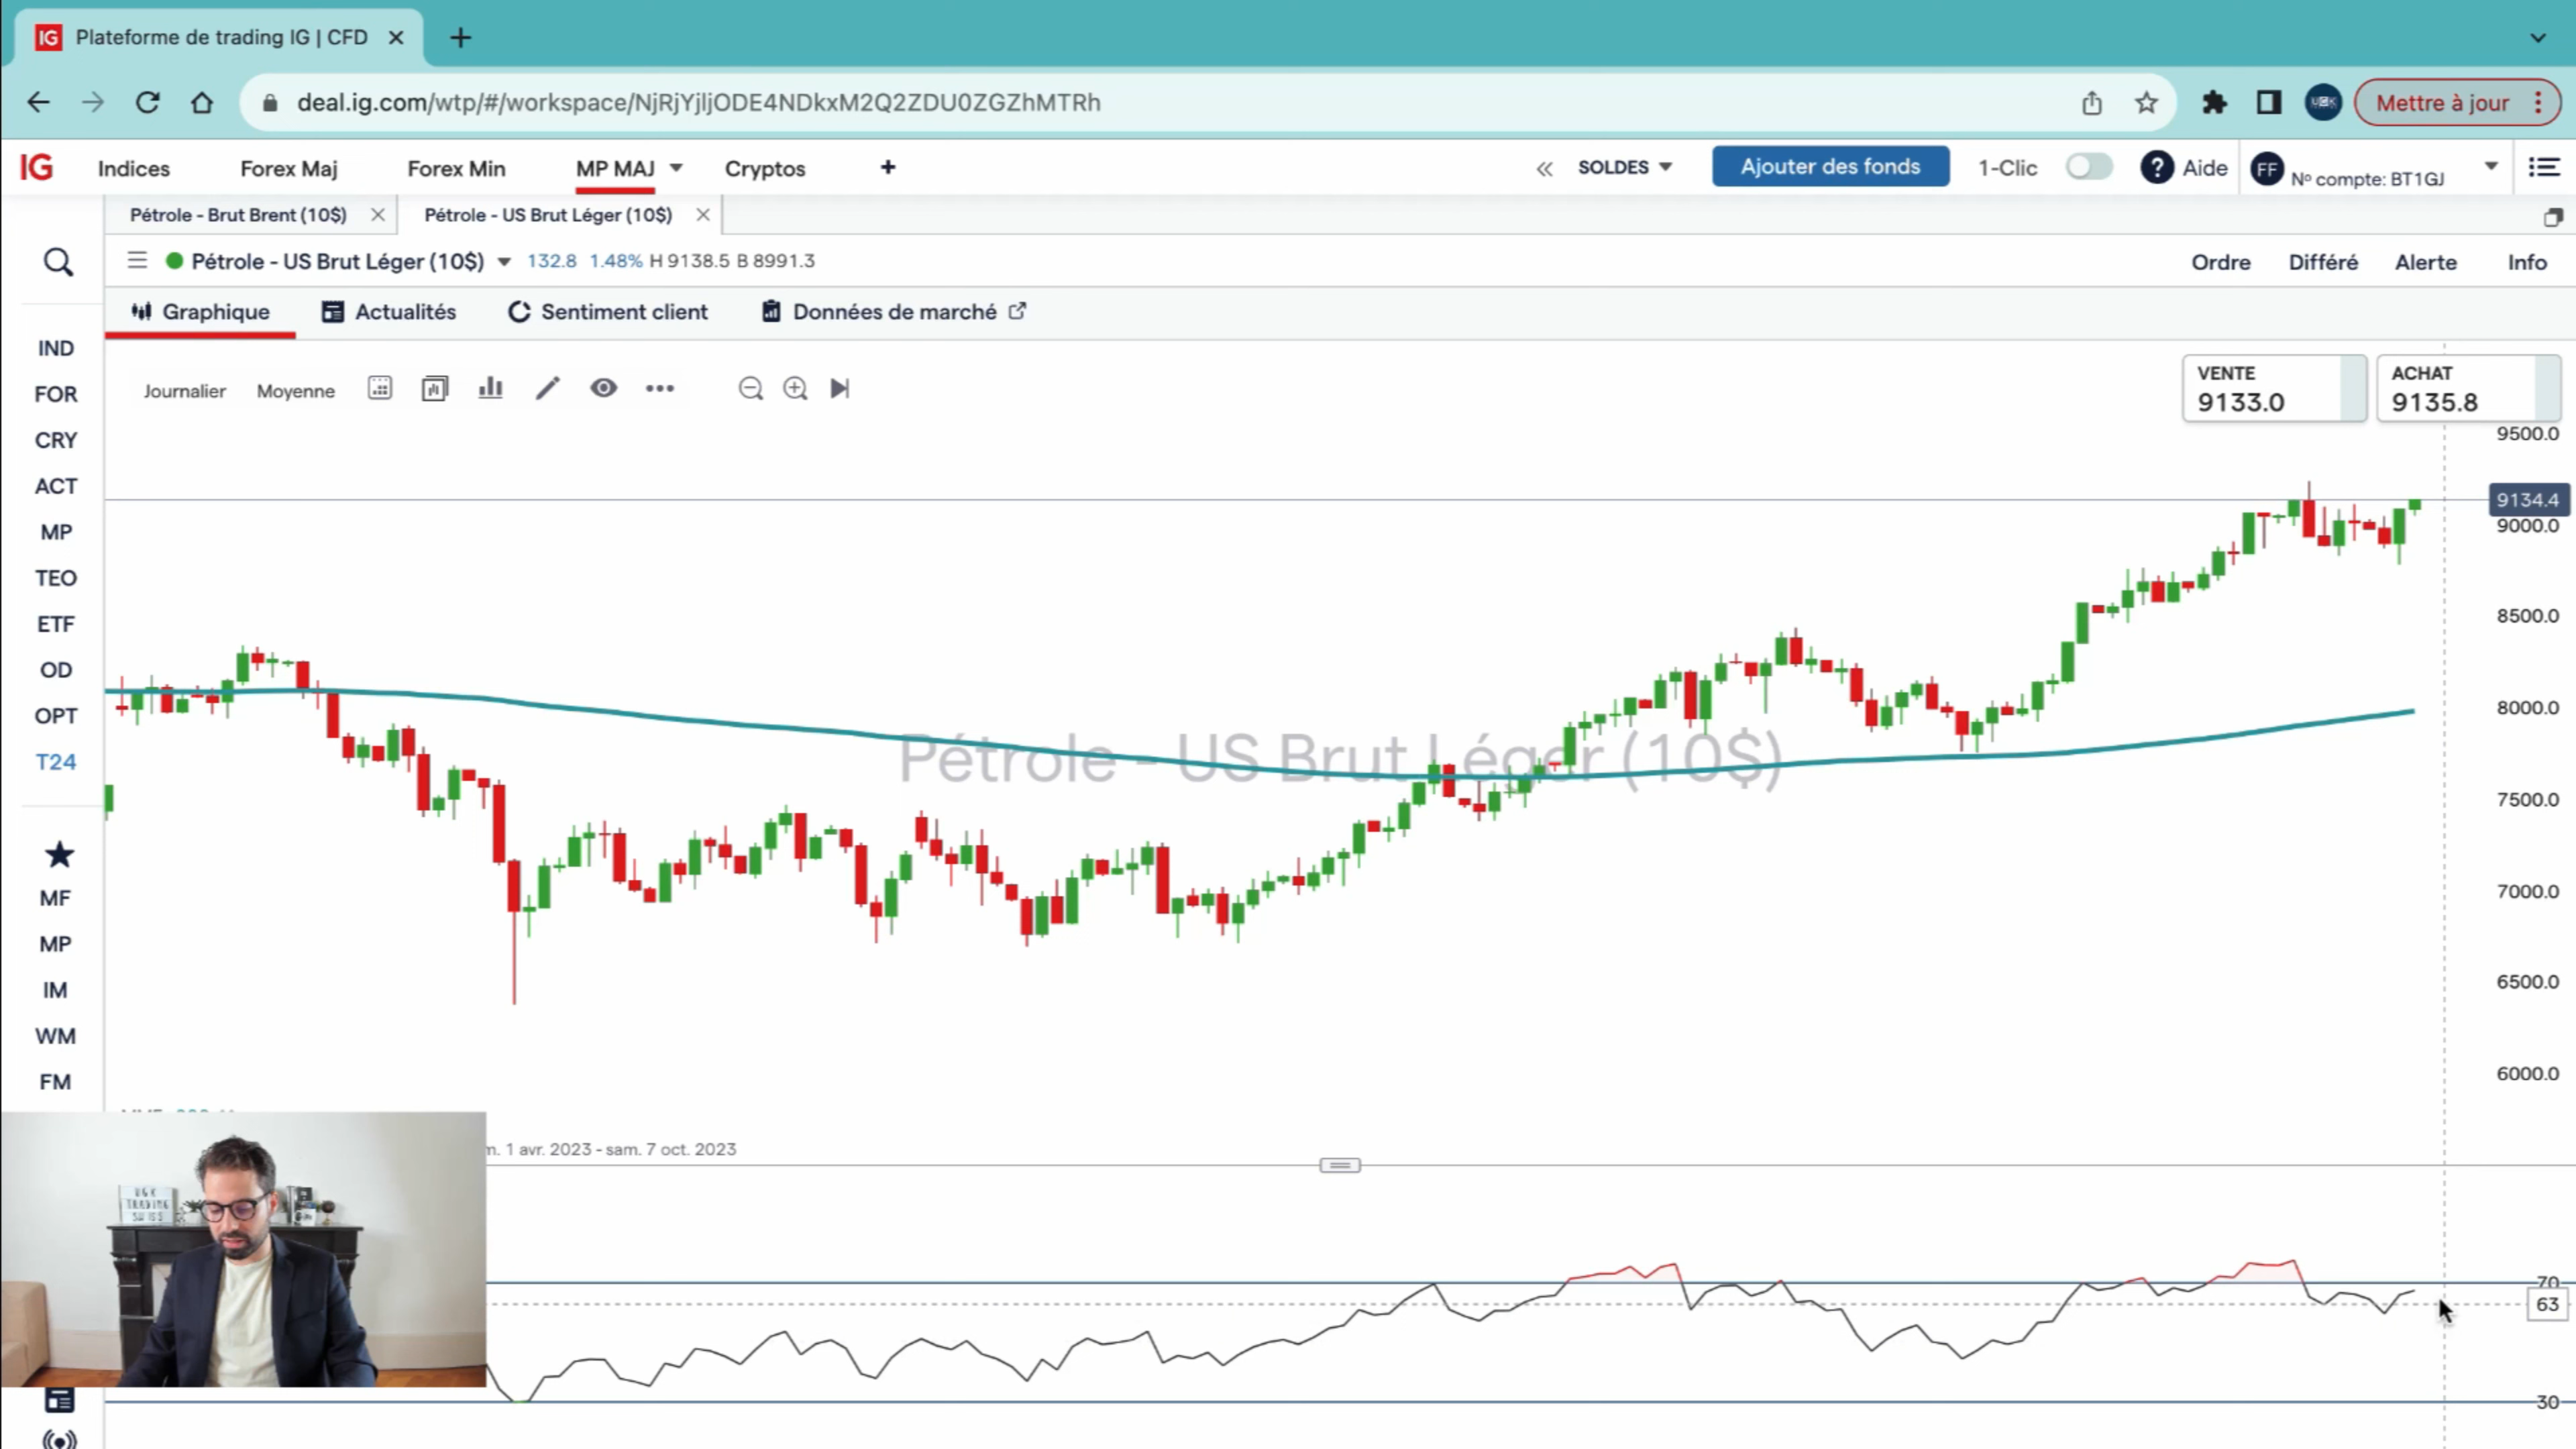 IG Plateforme de trading IG | CFD
deal.ig.com/wtp/#/workspace/NjRjYjljODE4NDkxM2Q2ZDU0ZGZhMTRh
Mettre à jour
IG Indices Forex Maj Forex Min MP MAJ Cryptos + SOLDES Ajouter des fonds 1-Clic ? Aide FF Nº compte: BT1GJ
Pétrole - Brut Brent (10$) Pétrole - US Brut Léger (10$)
Pétrole - US Brut Léger (10$) 132.8 1.48% H 9138.5 B 8991.3 Ordre Différé Alerte Info
Graphique Actualités Sentiment client Données de marché
Journalier Moyenne
VENTE
9133.0
ACHAT
9135.8
IND
FOR
CRY
ACT
MP
TEO
ETF
OD
OPT
T24
MF
MP
IM
WM
FM
9500.0
9134.4
9000.0
8500.0
8000.0
7500.0
7000.0
6500.0
6000.0
Pétrole - US Brut Léger (10$)
1 avr. 2023 - sam. 7 oct. 2023
UGK
TRADING
SWISS
70
63
30